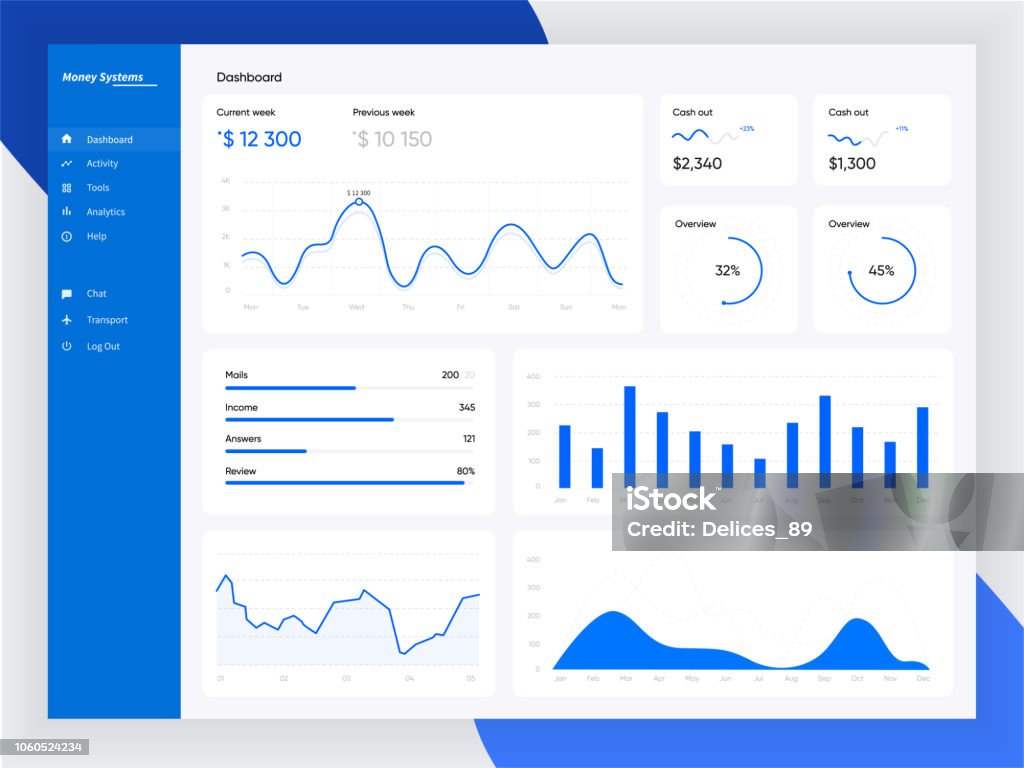 Money Systems
Dashboard
Activity
Tools
Analytics
Help
Chat
Transport
Log Out
Dashboard
Current week
Previous week
$ 12 300
$ 10 150
4K
3K
2K
1K
0
$ 12 300
Mon Tue Wed Thu Fri Sat Sun Mon
Cash out
+23%
$2,340
Cash out
+11%
$1,300
Overview
32%
Overview
45%
Mails 200/20
Income 345
Answers 121
Review 80%
400
300
200
100
0
Jan Feb Jun Jul Aug Sep Oct Nov Dec
iStock™
Credit: Delices_89
01 02 03 04 05
400
300
200
100
0
Jan Feb Mar Apr May Jun Jul Aug Sep Oct Nov Dec
1060524234